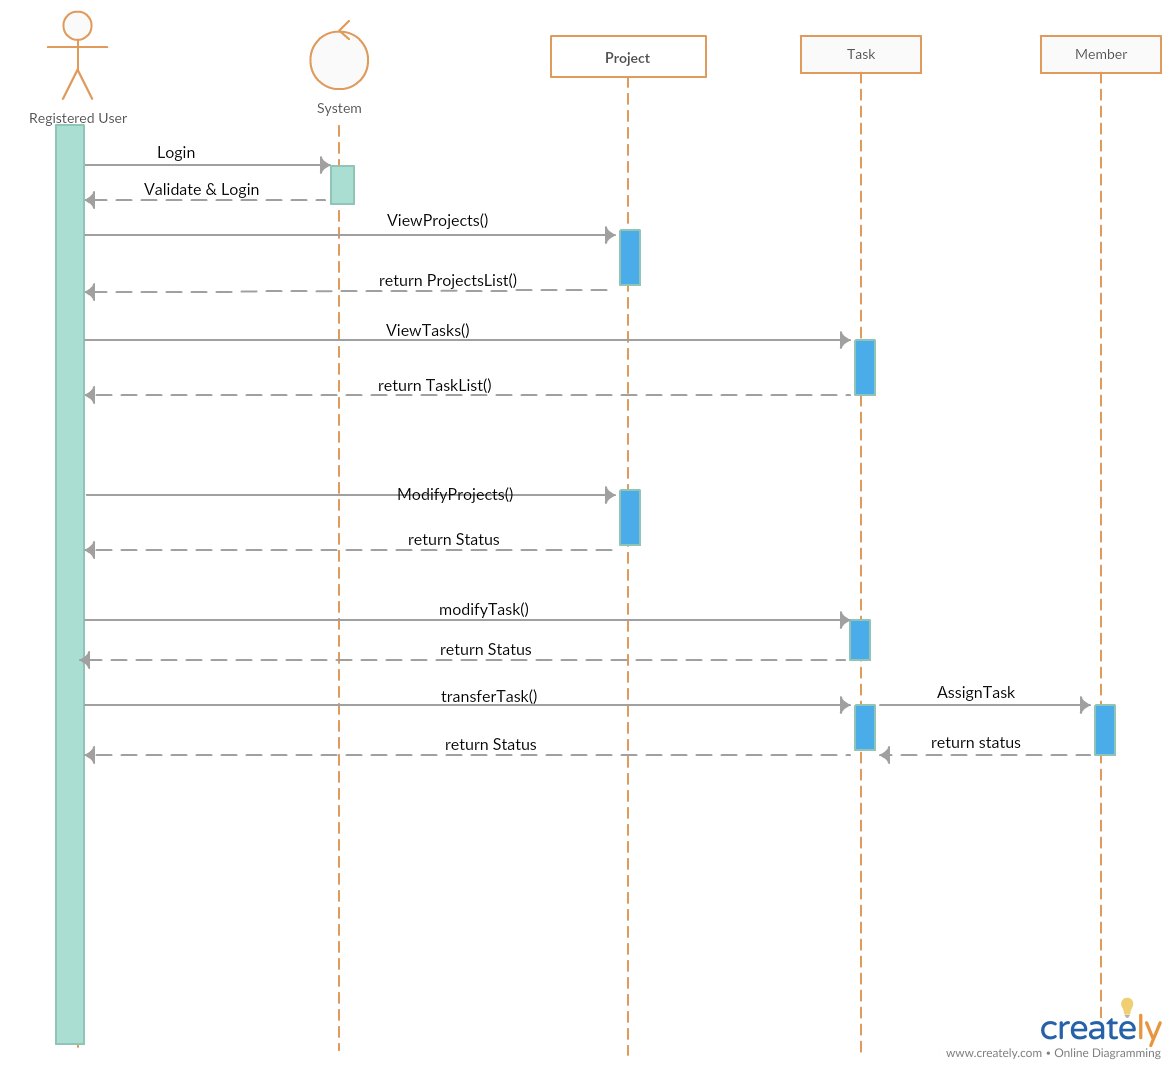 Registered User
System
Project
Task
Member
Login
Validate & Login
ViewProjects()
return ProjectsList()
ViewTasks()
return TaskList()
ModifyProjects()
return Status
modifyTask()
return Status
transferTask()
AssignTask
return Status
return status
creately
www.creately.com • Online Diagramming